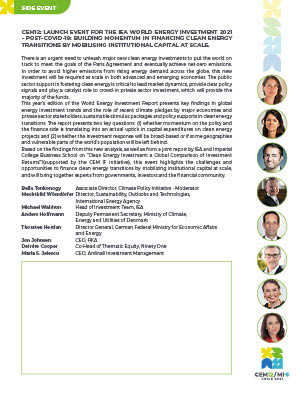 SIDE EVENT
CEM12: LAUNCH EVENT FOR THE IEA WORLD ENERGY INVESTMENT 2021
- POST-COVID-19: BUILDING MOMENTUM IN FINANCING CLEAN ENERGY
TRANSITIONS BY MOBILISING INSTITUTIONAL CAPITAL AT SCALE.
There is an urgent need to unleash major new clean energy investments to put the world on
track to meet the goals of the Paris Agreement and eventually achieve net-zero emissions.
In order to avoid higher emissions from rising energy demand across the globe, this new
investment will be required at scale in both advanced and emerging economies. The public
sector support in fostering clean energy is critical to lead market dynamics, provide clear policy
signals and play a catalyst role to crowd-in private sector investment, which will provide the
majority of the funds.
This year's edition of the World Energy Investment Report presents key findings in global
energy investment trends and the role of recent climate pledges by major economies and
private sector stakeholders, sustainable stimulus packages and policy supports in clean energy
transitions. The report presents two key questions: (1) whether momentum on the policy and
the finance side is translating into an actual uptick in capital expenditures on clean energy
projects and (2) whether the investment response will be broad-based or if some geographies
and vulnerable parts of the world's population will be left behind.
Based on the findings from this new analysis, as well as from a joint report by IEA and Imperial
College Business School on "Clean Energy Investment: a Global Comparison of Investment
Returns"(supported by the CEM IF Initiative), this event highlights the challenges and
opportunities to finance clean energy transitions by mobilizing institutional capital at scale,
and will bring together experts from governments, investors and the financial community.
Bella Tonkonogy Associate Director, Climate Policy Initiative - Moderator
Mechthild Wörsdörfer Director, Sustainability, Technologies and Outlooks,
International Energy Agency
Michael Waldron Head of Investment Team, IEA
Anders Hoffmann Deputy Permanent Secretary, Ministry of Climate,
Energy and Utilities of Denmark
Thorsten Herdan Director General, German Federal Ministry for Economic Affairs
and Energy
Jon Johnsen CEO, PKA
Deirdre Cooper Co-Head of Thematic Equity, Ninety One
Maria S. Jelescu CEO, Ardinall Investment Management
CEM12/MI-6
CHILE 2021